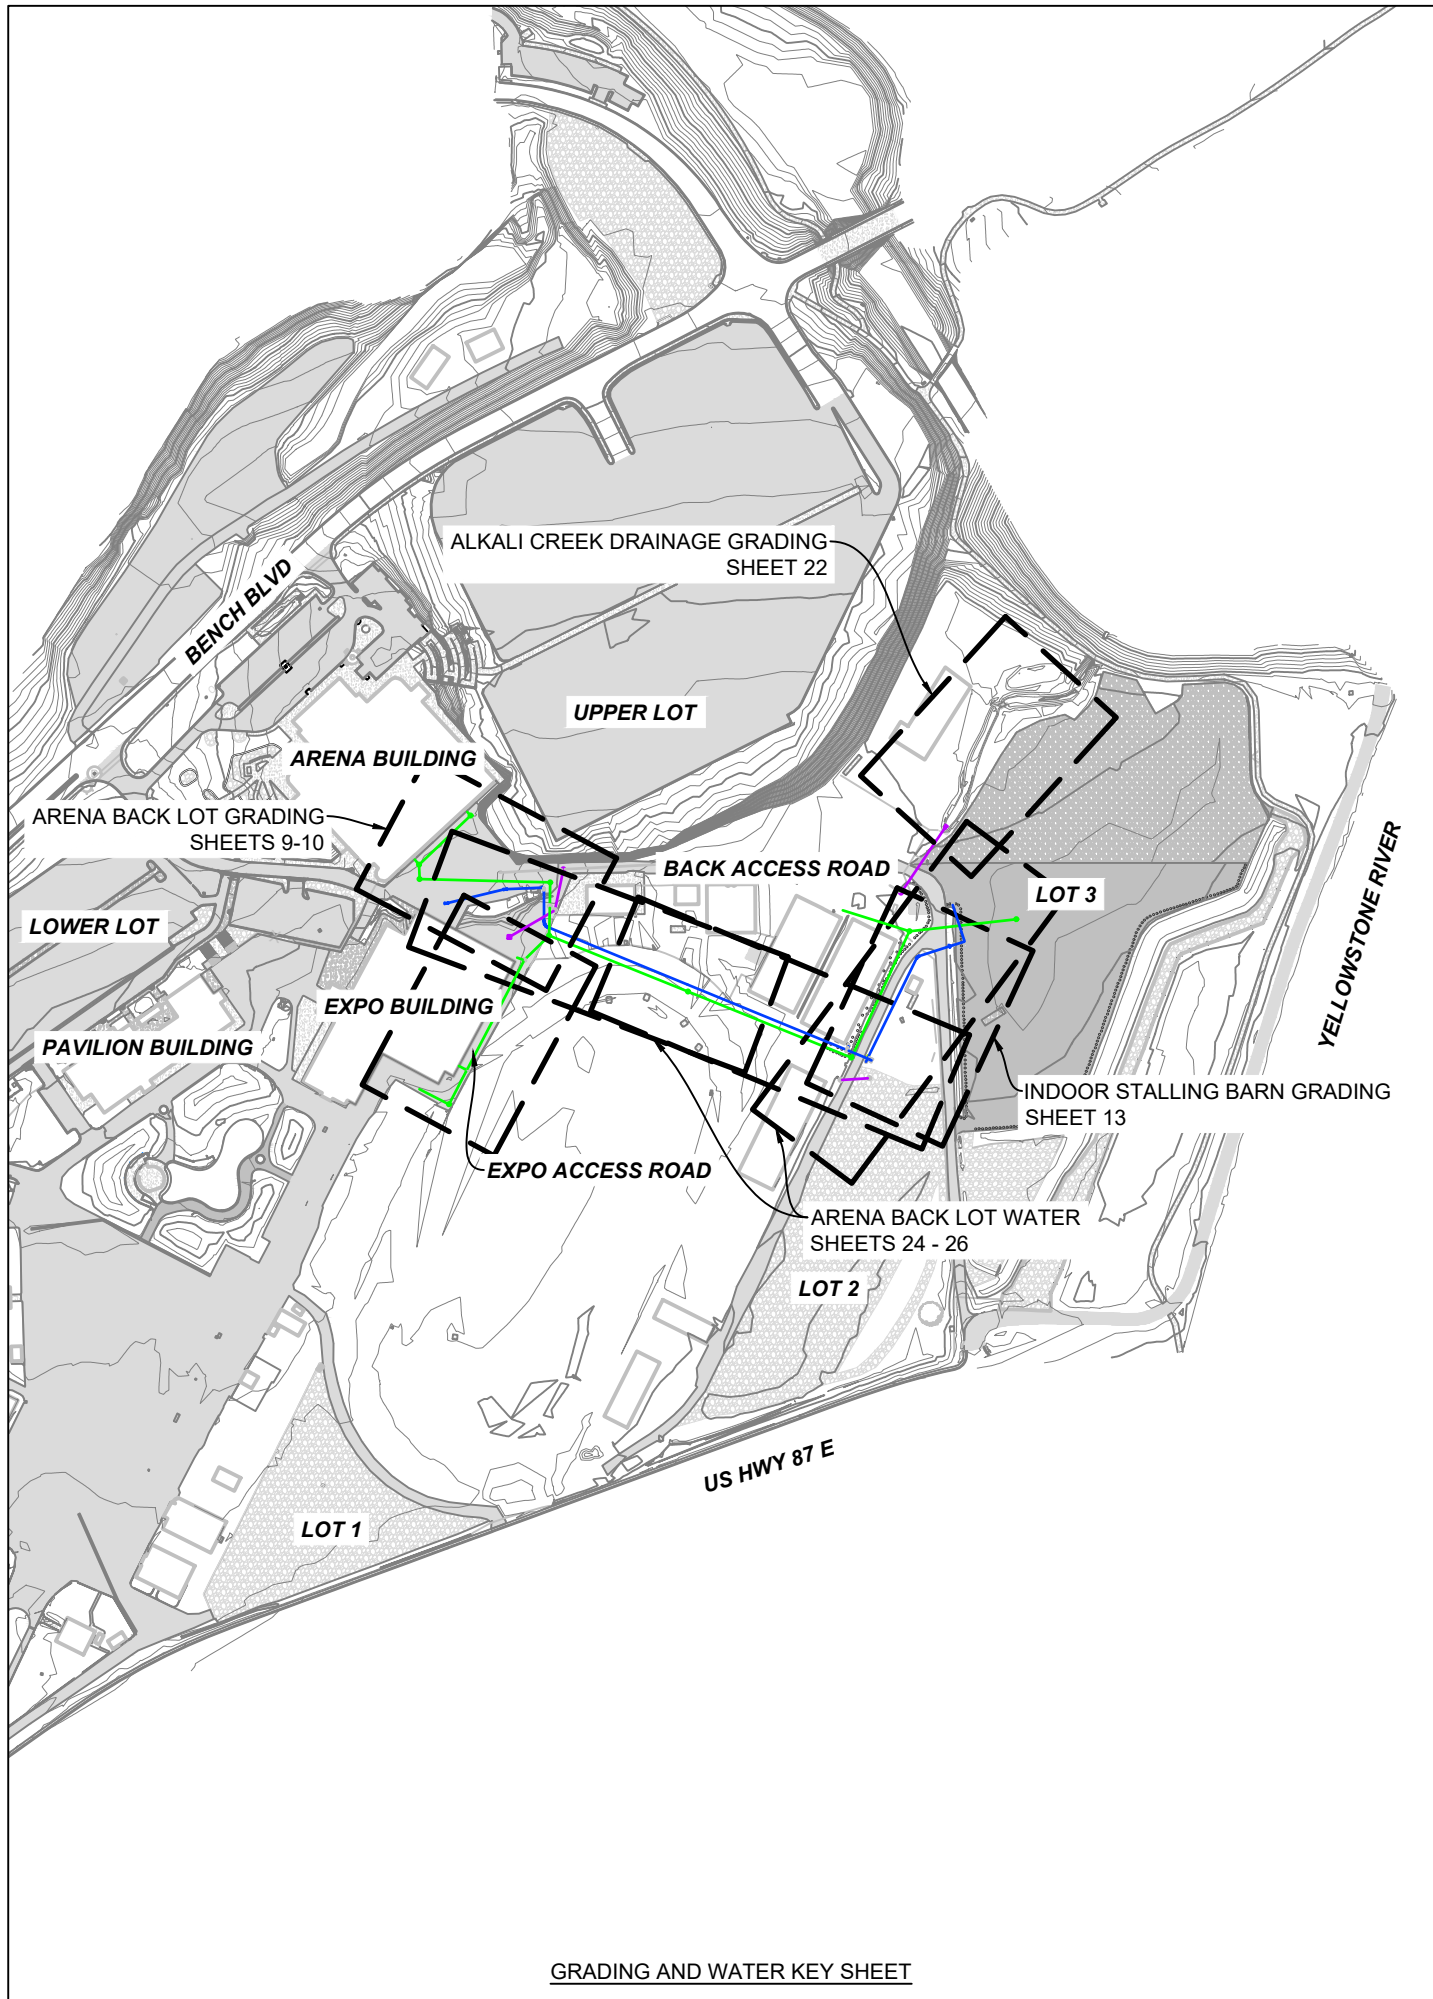 ALKALI CREEK DRAINAGE GRADING
SHEET 22
BENCH BLVD
UPPER LOT
ARENA BUILDING
ARENA BACK LOT GRADING
SHEETS 9-10
BACK ACCESS ROAD
LOT 3
LOWER LOT
YELLOWSTONE RIVER
EXPO BUILDING
PAVILION BUILDING
INDOOR STALLING BARN GRADING
SHEET 13
EXPO ACCESS ROAD
ARENA BACK LOT WATER
SHEETS 24 - 26
LOT 2
US HWY 87 E
LOT 1
GRADING AND WATER KEY SHEET